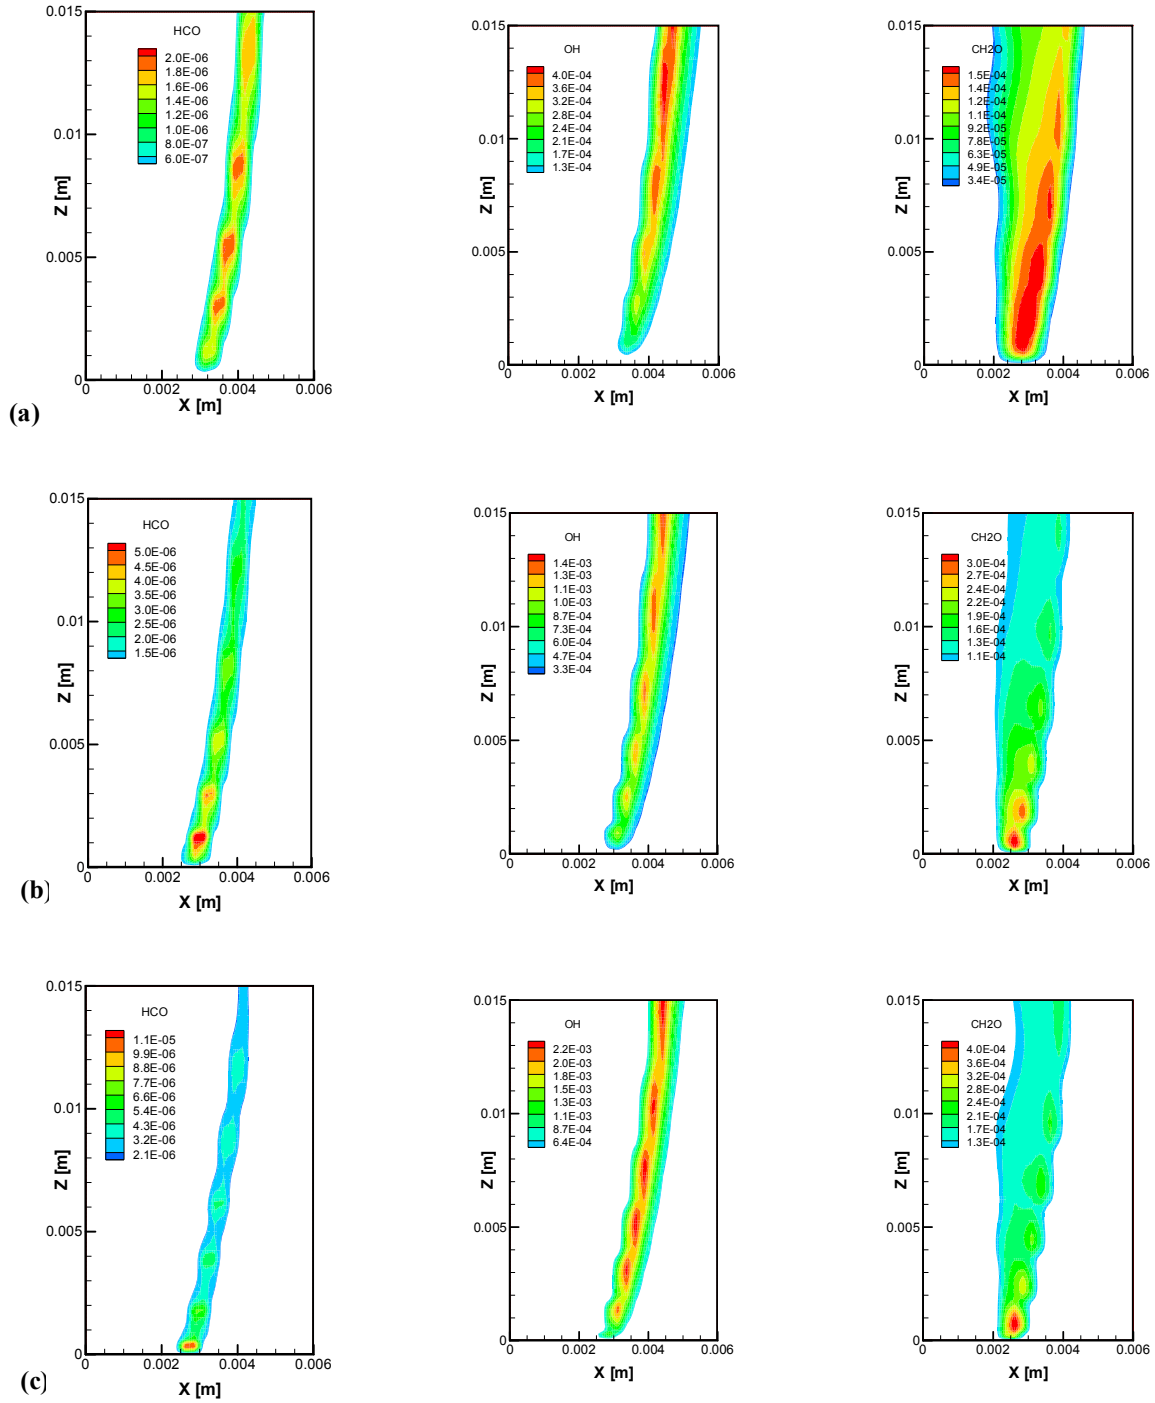 HCO
2.0E-06
1.8E-06
1.6E-06
1.4E-06
1.2E-06
1.0E-06
8.0E-07
6.0E-07
0.015
0.01
0.005
0
Z [m]
0 0.002 0.004 0.006
X [m]
OH
4.0E-04
3.6E-04
3.2E-04
2.8E-04
2.4E-04
2.1E-04
1.7E-04
1.3E-04
0.015
0.01
0.005
0
Z [m]
0 0.002 0.004 0.006
X [m]
CH2O
1.5E-04
1.4E-04
1.2E-04
1.1E-04
9.2E-05
7.8E-05
6.3E-05
4.9E-05
3.4E-05
0.015
0.01
0.005
0
Z [m]
0 0.002 0.004 0.006
X [m]
(a)
HCO
5.0E-06
4.5E-06
4.0E-06
3.5E-06
3.0E-06
2.5E-06
2.0E-06
1.5E-06
0.015
0.01
0.005
0
Z [m]
0 0.002 0.004 0.006
X [m]
OH
1.4E-03
1.3E-03
1.1E-03
1.0E-03
8.7E-04
7.3E-04
6.0E-04
4.7E-04
3.3E-04
0.015
0.01
0.005
0
Z [m]
0 0.002 0.004 0.006
X [m]
CH2O
3.0E-04
2.7E-04
2.4E-04
2.2E-04
1.9E-04
1.6E-04
1.3E-04
1.1E-04
0.015
0.01
0.005
0
Z [m]
0 0.002 0.004 0.006
X [m]
(b)
HCO
1.1E-05
9.9E-06
8.8E-06
7.7E-06
6.6E-06
5.4E-06
4.3E-06
3.2E-06
2.1E-06
0.015
0.01
0.005
0
Z [m]
0 0.002 0.004 0.006
X [m]
OH
2.2E-03
2.0E-03
1.8E-03
1.5E-03
1.3E-03
1.1E-03
8.7E-04
6.4E-04
0.015
0.01
0.005
0
Z [m]
0 0.002 0.004 0.006
X [m]
CH2O
4.0E-04
3.6E-04
3.2E-04
2.8E-04
2.4E-04
2.1E-04
1.7E-04
1.3E-04
0.015
0.01
0.005
0
Z [m]
0 0.002 0.004 0.006
X [m]
(c)